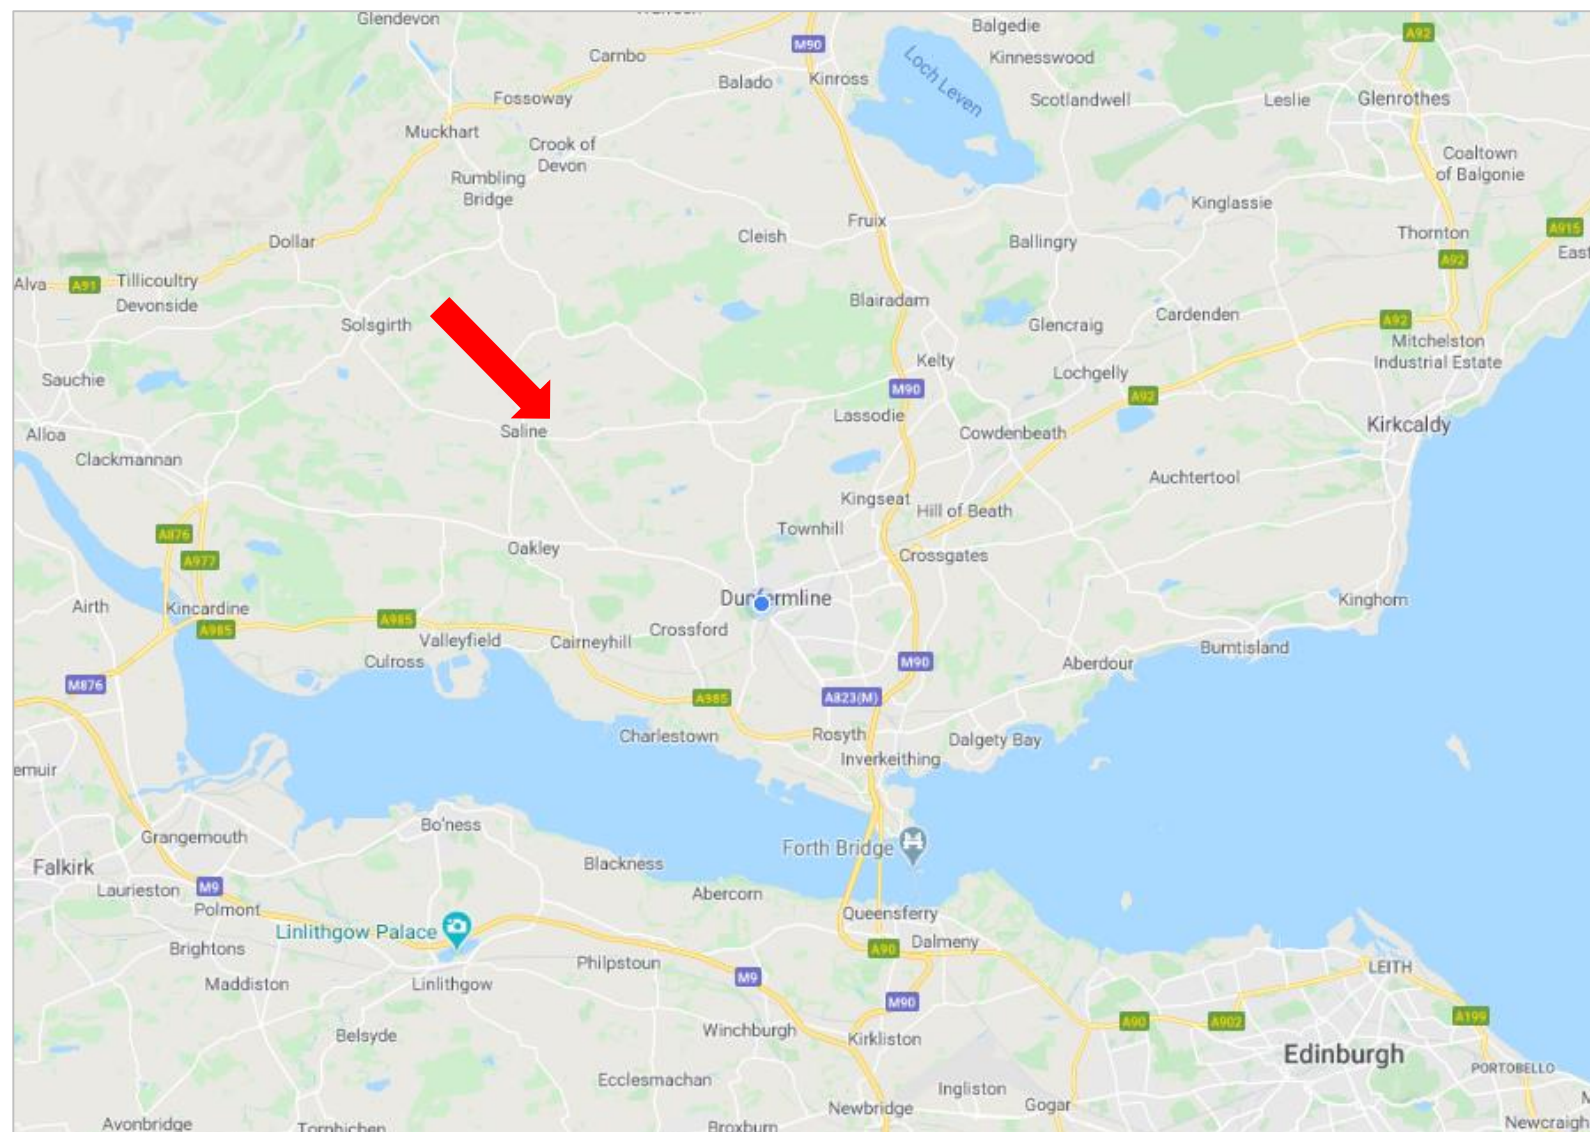 Glendevon
Balgedie
A92
M90
Carnbo
Kinnesswood
Balado
Kinross
Loch Leven
Fossoway
Scotlandwell
Leslie
Glenrothes
Muckhart
Crook of
Devon
Coaltown
of Balgonie
Rumbling
Bridge
Kinglassie
Fruix
Cleish
Ballingry
Thornton
A915
Dollar
East
A92
Alva
A91
Tillicoultry
Devonside
Blairadam
Solsgirth
Glencraig
Cardenden
A92
Mitchelston
Industrial Estate
Kelty
Lochgelly
Sauchie
M90
A92
Lassodie
Kirkcaldy
Saline
Alloa
Cowdenbeath
Clackmannan
Auchtertool
Kingseat
Hill of Beath
Townhill
A876
Oakley
Crossgates
A977
Dunfermline
Airth
Kincardine
Kinghorn
A985
A985
Crossford
Valleyfield
Cairneyhill
Burntisland
Culross
M90
Aberdour
M876
A985
A823(M)
Charlestown
Rosyth
Dalgety Bay
Inverkeithing
emuir
Bo'ness
Grangemouth
Forth Bridge
Falkirk
Blackness
Laurieston
M9
Abercorn
Polmont
Queensferry
Linlithgow Palace
Brightons
A90
Dalmeny
Philpstoun
LEITH
Maddiston
Linlithgow
M9
M90
A90
A902
A199
Belsyde
Winchburgh
Kirkliston
Edinburgh
PORTOBELLO
Ecclesmachan
Ingliston
Newbridge
Gogar
Avonbridge
Torphichen
Broxburn
Newcraigh